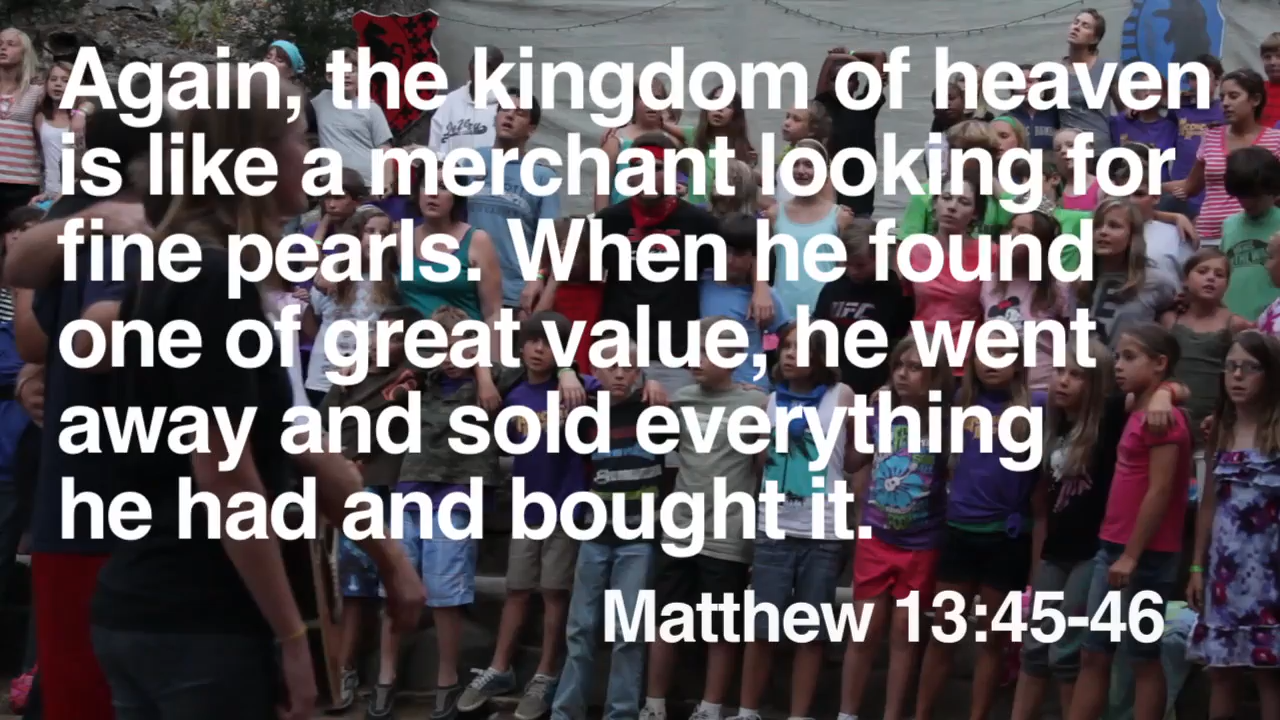 Again, the kingdom of heaven
is like a merchant looking for
fine pearls. When he found
one of great value, he went
away and sold everything
he had and bought it.
Matthew 13:45-46
UFC